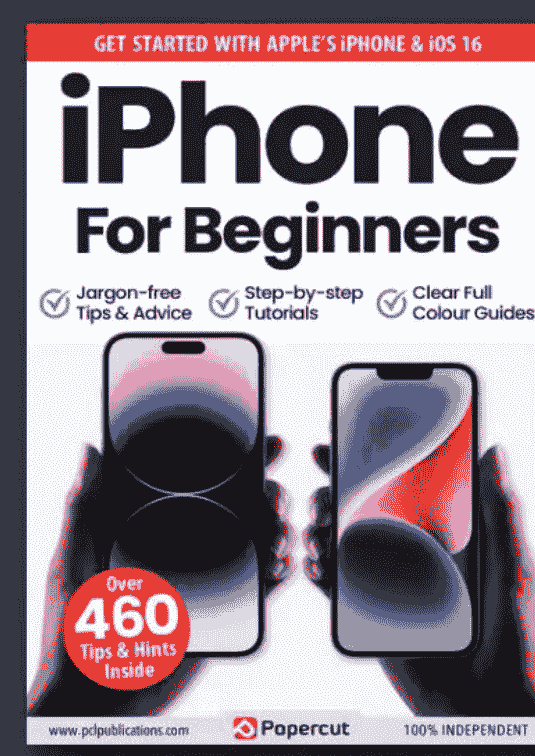 GET STARTED WITH APPLE'S iPHONE & iOS 16
iPhone
For Beginners
Jargon-free
Tips & Advice
Step-by-step
Tutorials
Clear Full
Colour Guides
Over
460
Tips & Hints
Inside
www.pclpublications.com
Papercut
100% INDEPENDENT